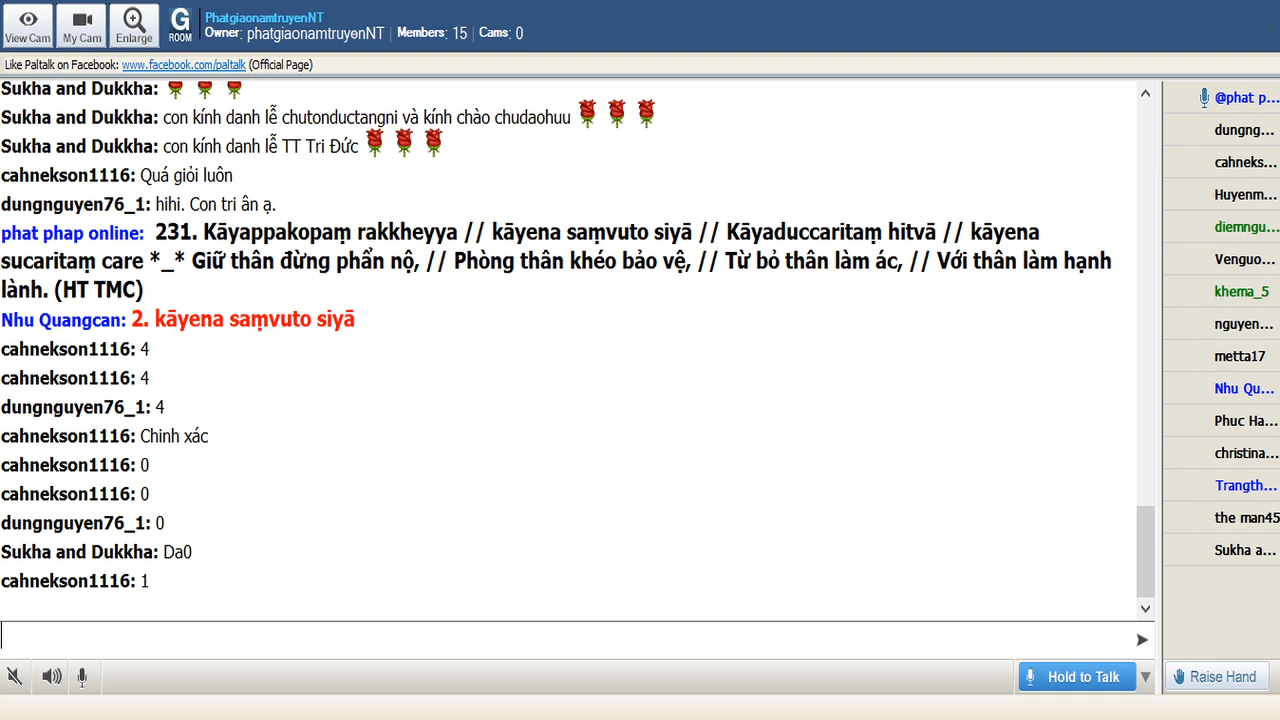 View Cam
My Cam
Enlarge
G ROOM
PhatgiaonamtruyenNT
Owner: phatgiaonamtruyenNT | Members: 15 | Cams: 0
Like Paltalk on Facebook: www.facebook.com/paltalk (Official Page)
Sukha and Dukkha:
Sukha and Dukkha: con kính danh lễ chutonductangni và kính chào chudaohuu
Sukha and Dukkha: con kính danh lễ TT Tri Đức
cahnekson1116: Quá giỏi luôn
dungnguyen76_1: hihi. Con tri ân ạ.
phat phap online: 231. Kāyappakopaṃ rakkheyya // kāyena saṃvuto siyā // Kāyaduccaritaṃ hitvā // kāyena
sucaritaṃ care *_* Giữ thân đừng phẩn nộ, // Phòng thân khéo bảo vệ, // Từ bỏ thân làm ác, // Với thân làm hạnh
lành. (HT TMC)
Nhu Quangcan: 2. kāyena saṃvuto siyā
cahnekson1116: 4
cahnekson1116: 4
dungnguyen76_1: 4
cahnekson1116: Chinh xác
cahnekson1116: 0
cahnekson1116: 0
dungnguyen76_1: 0
Sukha and Dukkha: Da0
cahnekson1116: 1
@phat p...
dungng...
cahneks...
Huyenm...
diemngu...
Venguo...
khema_5
nguyen...
metta17
Nhu Qu...
Phuc Ha...
christina...
Trangth...
the man45
Sukha a...
Hold to Talk
Raise Hand